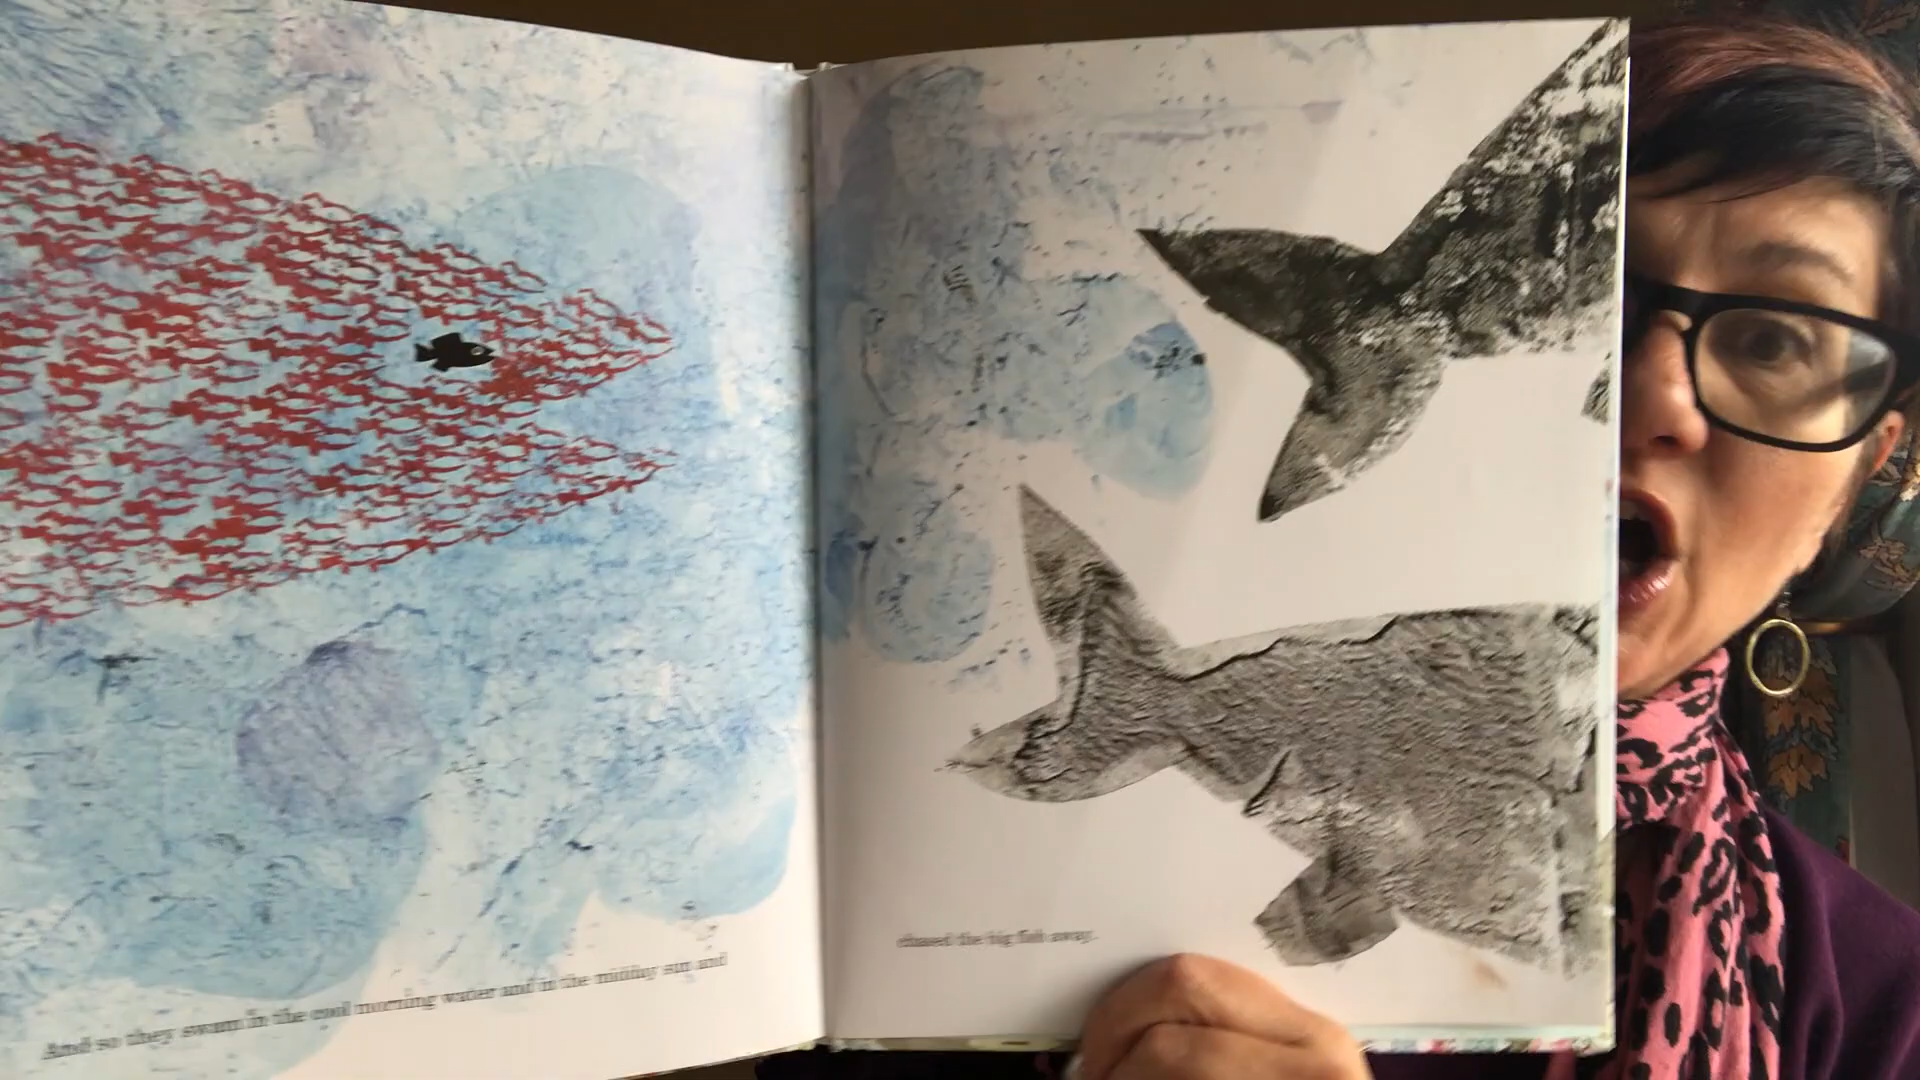 And so they swam in the cool morning water and in the midday sun and
chased the big fish away.